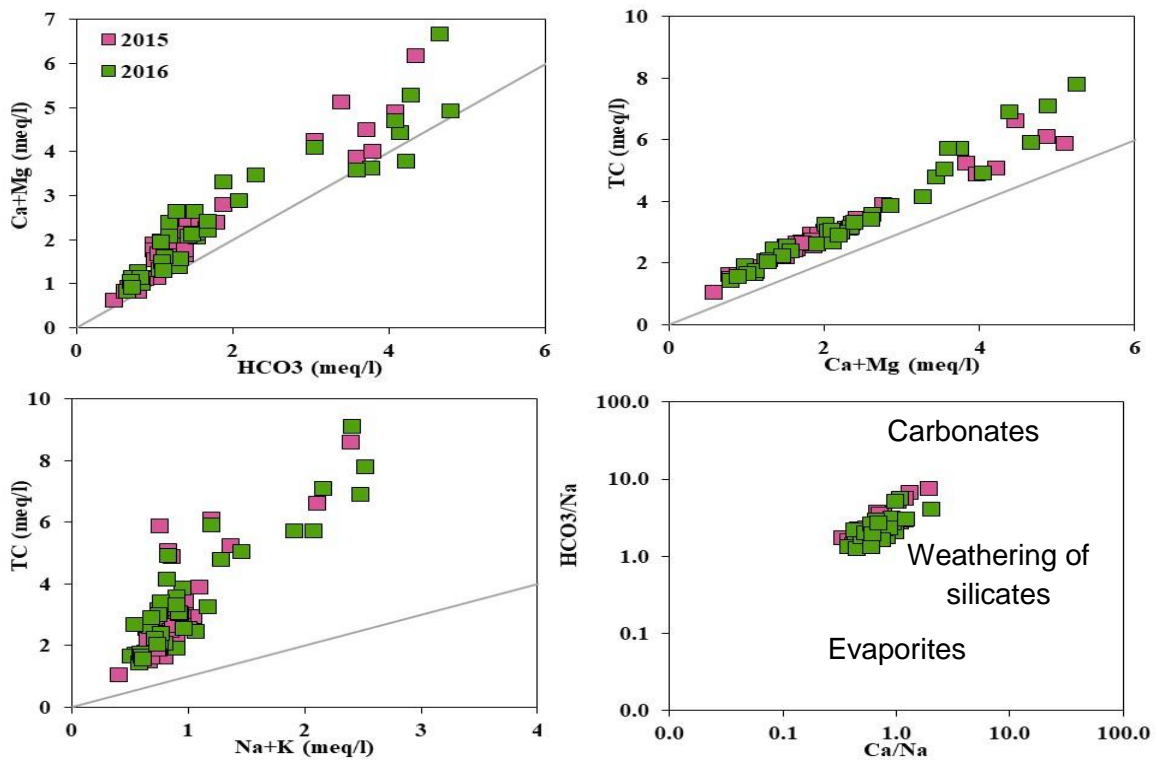 7
6
5
4
3
2
1
0
2015
2016
Ca+Mg (meq/l)
0 2 4 6
HCO3 (meq/l)
10
8
6
4
2
0
TC (meq/l)
0 2 4 6
Ca+Mg (meq/l)
10
8
6
4
2
0
TC (meq/l)
0 1 2 3 4
Na+K (meq/l)
100.0
10.0
1.0
0.1
0.0
HCO3/Na
Carbonates
Weathering of
silicates
Evaporites
0.0 0.1 1.0 10.0 100.0
Ca/Na